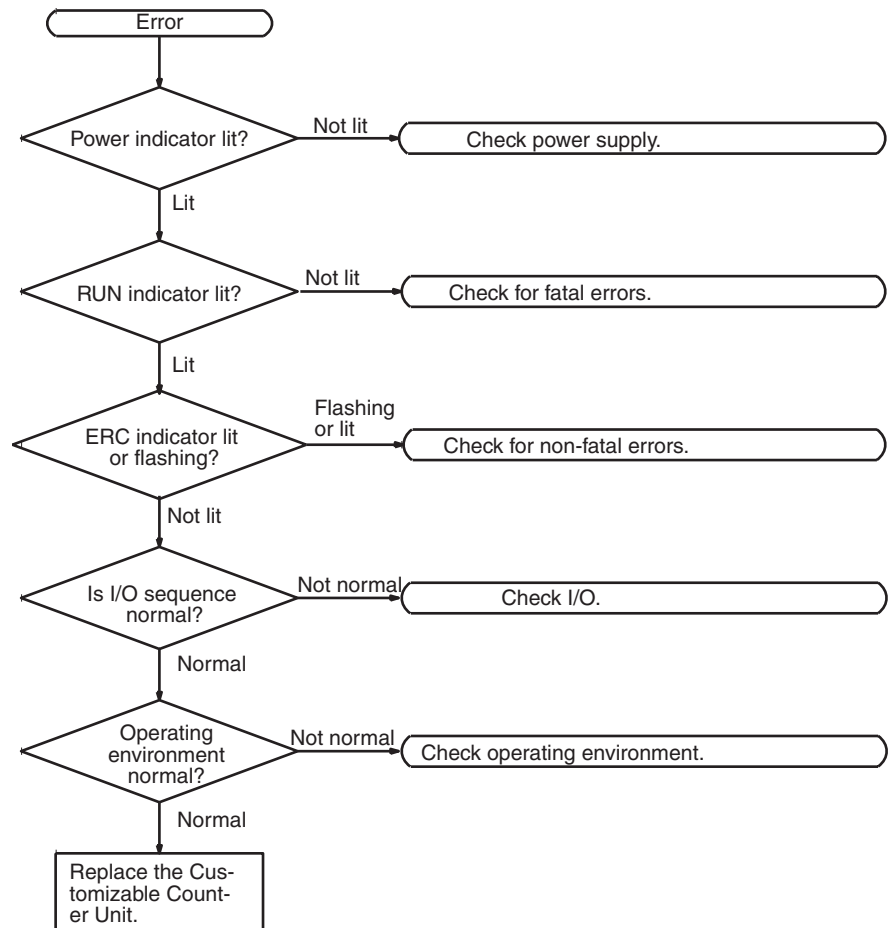 Error
Power indicator lit?
Not lit
Check power supply.
Lit
RUN indicator lit?
Not lit
Check for fatal errors.
Lit
ERC indicator lit
or flashing?
Flashing
or lit
Check for non-fatal errors.
Not lit
Is I/O sequence
normal?
Not normal
Check I/O.
Normal
Operating
environment
normal?
Not normal
Check operating environment.
Normal
Replace the Cus-
tomizable Count-
er Unit.